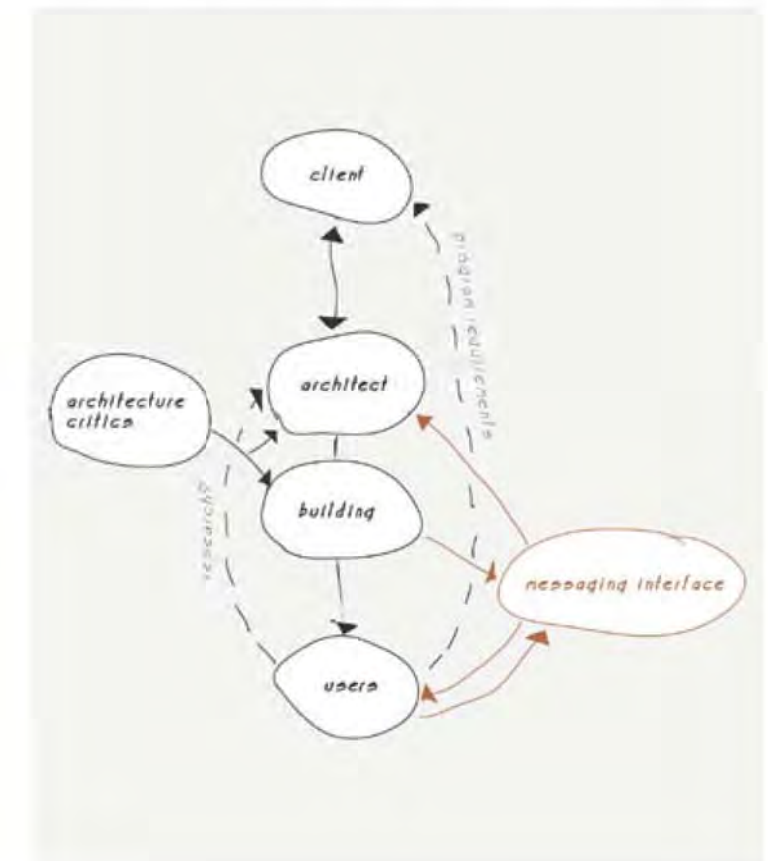 client
program requirements
architect
architecture
critics
building
research
messaging interface
users